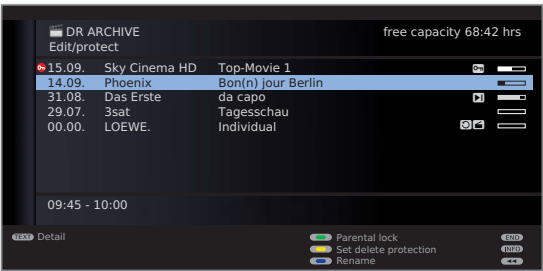 DR ARCHIVE free capacity 68:42 hrs
Edit/protect
15.09. Sky Cinema HD Top-Movie 1
14.09. Phoenix Bon(n) jour Berlin
31.08. Das Erste da capo
29.07. 3sat Tagesschau
00.00. LOEWE. Individual
09:45 - 10:00
TEXT Detail Parental lock END
Set delete protection INFO
Rename